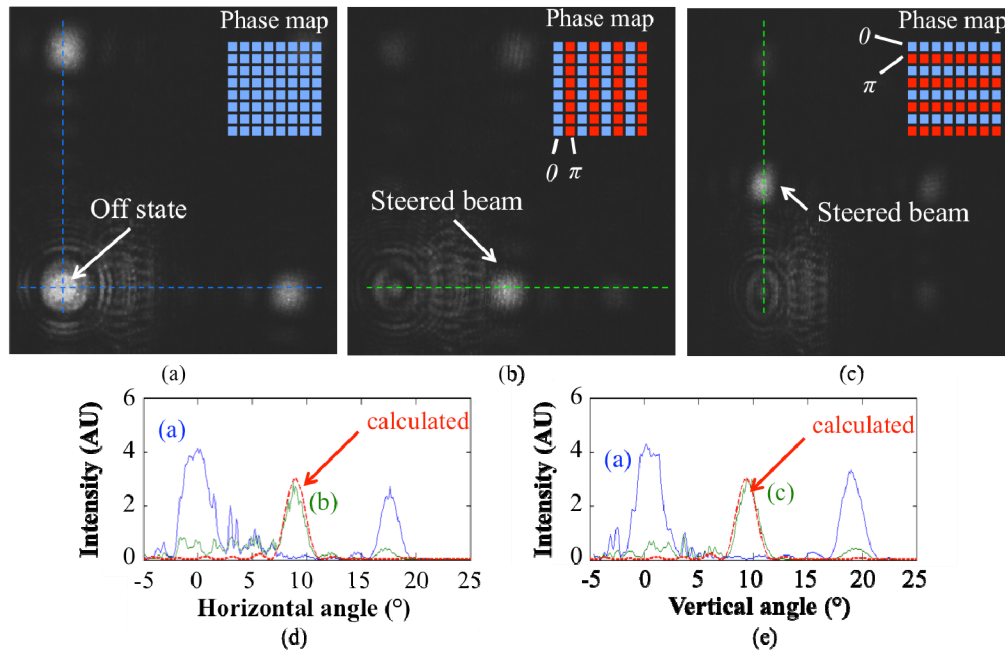 Phase map
Off state
(a)
Phase map
0
π
Steered beam
(b)
Phase map
0
π
Steered beam
(c)
6
4
2
0
Intensity (AU)
(a)
calculated
(b)
-5 0 5 10 15 20 25
Horizontal angle (°)
(d)
6
4
2
0
Intensity (AU)
(a)
calculated
(c)
-5 0 5 10 15 20 25
Vertical angle (°)
(e)